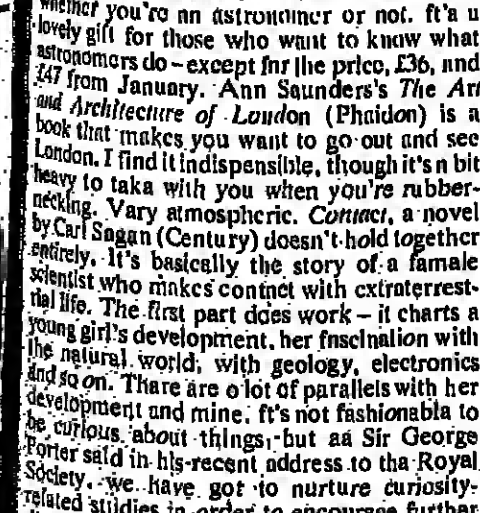 whether you're an astronomer or not. It's a
lovely gift for those who want to know what
astronomers do – except for the price, £36, and
£47 from January. Ann Saunders's The Art
and Architecture of London (Phaidon) is a
book that makes you want to go out and see
London. I find it indispensible, though it's a bit
heavy to take with you when you're rubber-
necking. Very atmospheric. Contact, a novel
by Carl Sagan (Century) doesn't hold together
entirely. It's basically the story of a female
scientist who makes contact with extraterrest-
rial life. The first part does work – it charts a
young girl's development, her fascination with
the natural world, with geology, electronics
and so on. There are a lot of parallels with her
development and mine. It's not fashionable to
be curious about things, but as Sir George
Porter said in his recent address to the Royal
Society, we have got to nurture curiosity-
related studies in order to encourage further